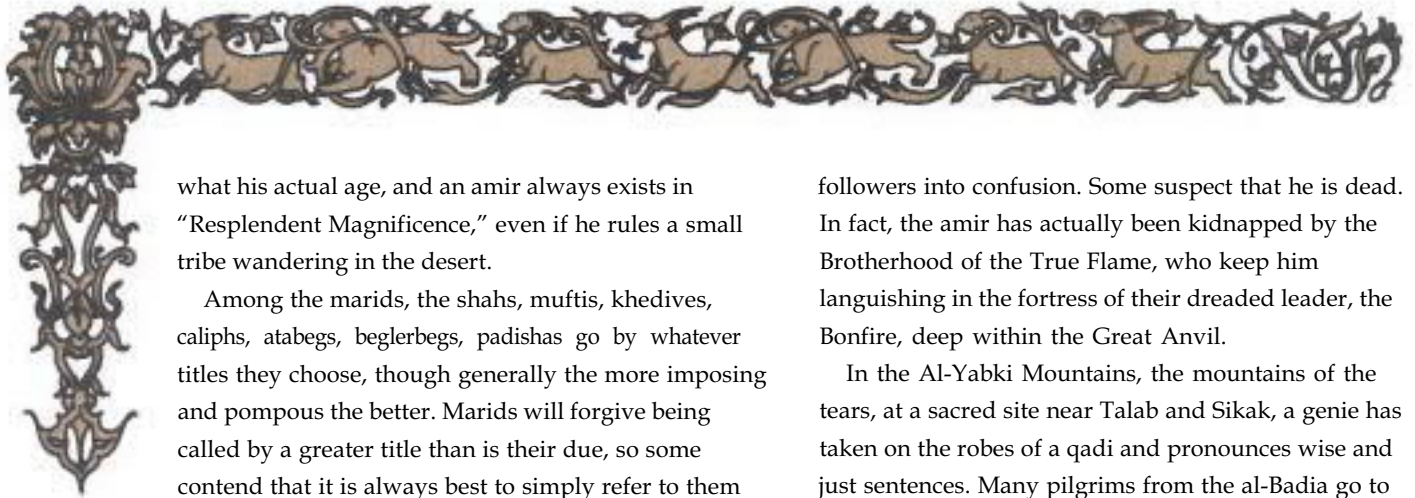 what his actual age, and an amir always exists in
“Resplendent Magnificence,” even if he rules a small
tribe wandering in the desert.
Among the marids, the shahs, muftis, khedives,
caliphs, atabegs, beglerbegs, padishas go by whatever
titles they choose, though generally the more imposing
and pompous the better. Marids will forgive being
called by a greater title than is their due, so some
contend that it is always best to simply refer to them
followers into confusion. Some suspect that he is dead.
In fact, the amir has actually been kidnapped by the
Brotherhood of the True Flame, who keep him
languishing in the fortress of their dreaded leader, the
Bonfire, deep within the Great Anvil.
In the Al-Yabki Mountains, the mountains of the
tears, at a sacred site near Talab and Sikak, a genie has
taken on the robes of a qadi and pronounces wise and
just sentences. Many pilgrims from the al-Badia go to